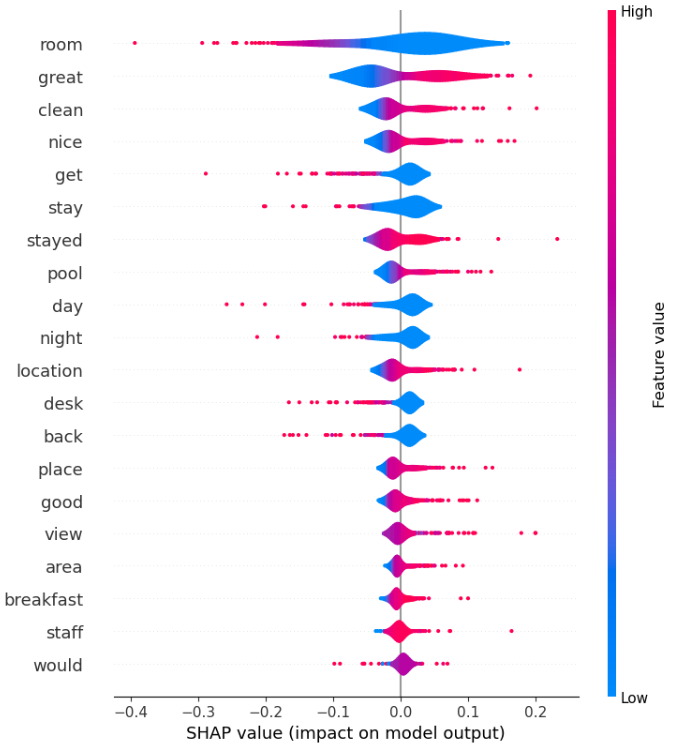 High
room
great
clean
nice
get
stay
stayed
pool
day
night
location
desk
back
place
good
view
area
breakfast
staff
would
Feature value
Low
−0.4 −0.3 −0.2 −0.1 0.0 0.1 0.2
SHAP value (impact on model output)